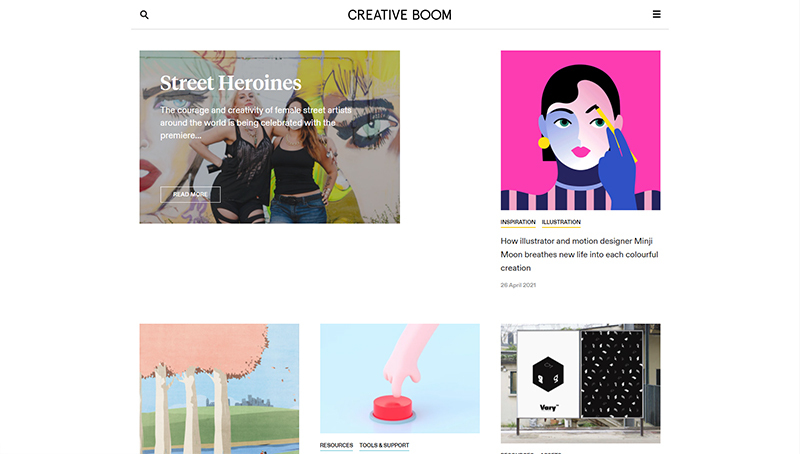 CREATIVE BOOM
Street Heroines
The courage and creativity of female street artists
around the world is being celebrated with the
premiere...
READ MORE
INSPIRATION ILLUSTRATION
How illustrator and motion designer Minji
Moon breathes new life into each colourful
creation
26 April 2021
Vary
RESOURCES TOOLS & SUPPORT